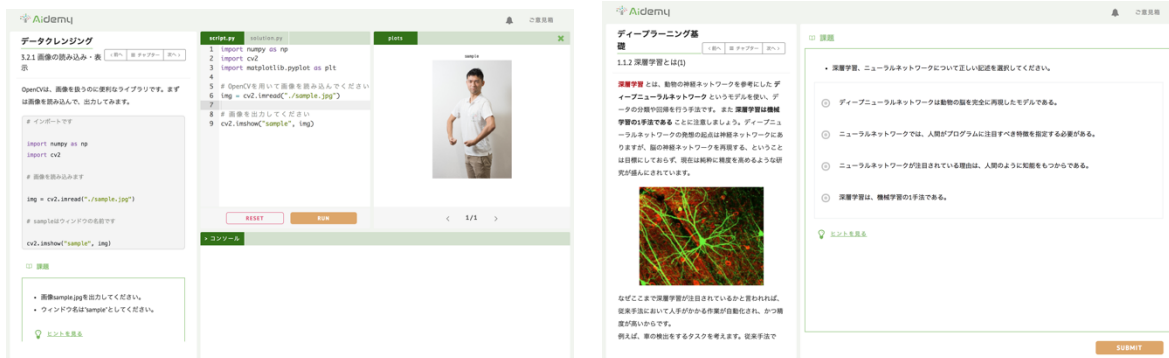 Aidemy
ご意見箱
データクレンジング
3.2.1 画像の読み込み・表
示
<前へ
チャプター
次へ>
OpenCVは、画像を扱うのに便利なライブラリです。まず
は画像を読み込んで、出力してみます。
# インポートです
import numpy as np
import cv2
# 画像を読み込みます
img = cv2.imread("./sample.jpg")
# sampleはウィンドウの名前です
cv2.imshow("sample", img)
課題
• 画像sample.jpgを出力してください。
• ウィンドウ名は"sample"としてください。
ヒントを見る
script.py
solution.py
1 import numpy as np
2 import cv2
3 import matplotlib.pyplot as plt
4
5 # OpenCVを用いて画像を読み込んでください
6 img = cv2.imread("./sample.jpg")
7
8 # 画像を出力してください
9 cv2.imshow("sample", img)
RESET
RUN
plots
sample
< 1/1 >
> コンソール
Aidemy
ご意見箱
ディープラーニング基
礎
<前へ
チャプター
次へ>
1.1.2 深層学習とは(1)
深層学習 とは、動物の神経ネットワークを参考にした デ
ィープニューラルネットワーク というモデルを使い、デ
ータの分類や回帰を行う手法です。 また 深層学習は機械
学習の1手法である ことに注意しましょう。ディープニュ
ーラルネットワークの発想の起点は神経ネットワークにあ
りますが、脳の神経ネットワークを再現する、ということ
は目標にしておらず、現在は純粋に精度を高めるような研
究が盛んにされています。
なぜここまで深層学習が注目されているかと言われれば、
従来手法において人手がかかる作業が自動化され、かつ精
度が高いからです。
例えば、車の検出をするタスクを考えます。従来手法で
課題
• 深層学習、ニューラルネットワークについて正しい記述を選択してください。
ディープニューラルネットワークは動物の脳を完全に再現したモデルである。
ニューラルネットワークでは、人間がプログラムに注目すべき特徴を指定する必要がある。
ニューラルネットワークが注目されている理由は、人間のように知能をもつからである。
深層学習は、機械学習の1手法である。
ヒントを見る
SUBMIT